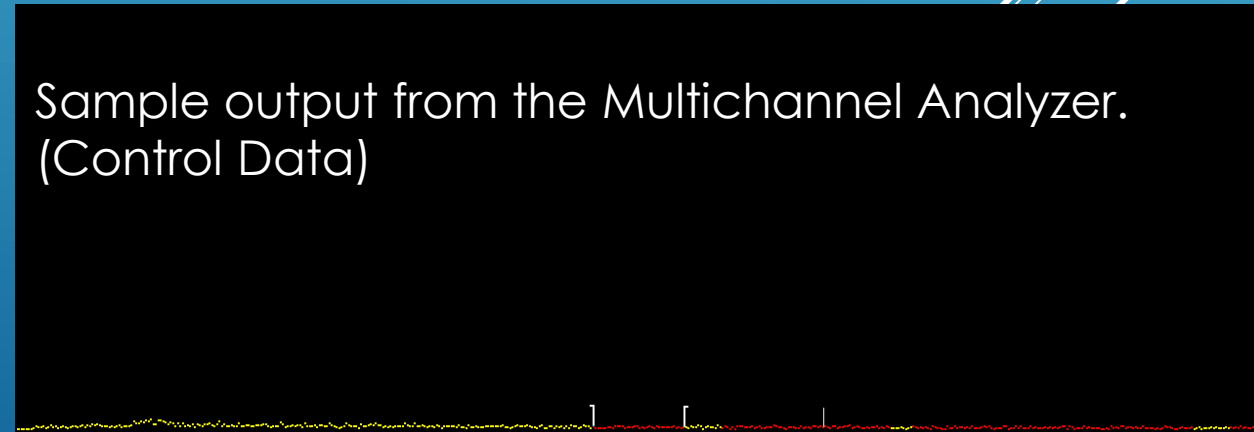 Sample output from the Multichannel Analyzer.
(Control Data)
] [ |